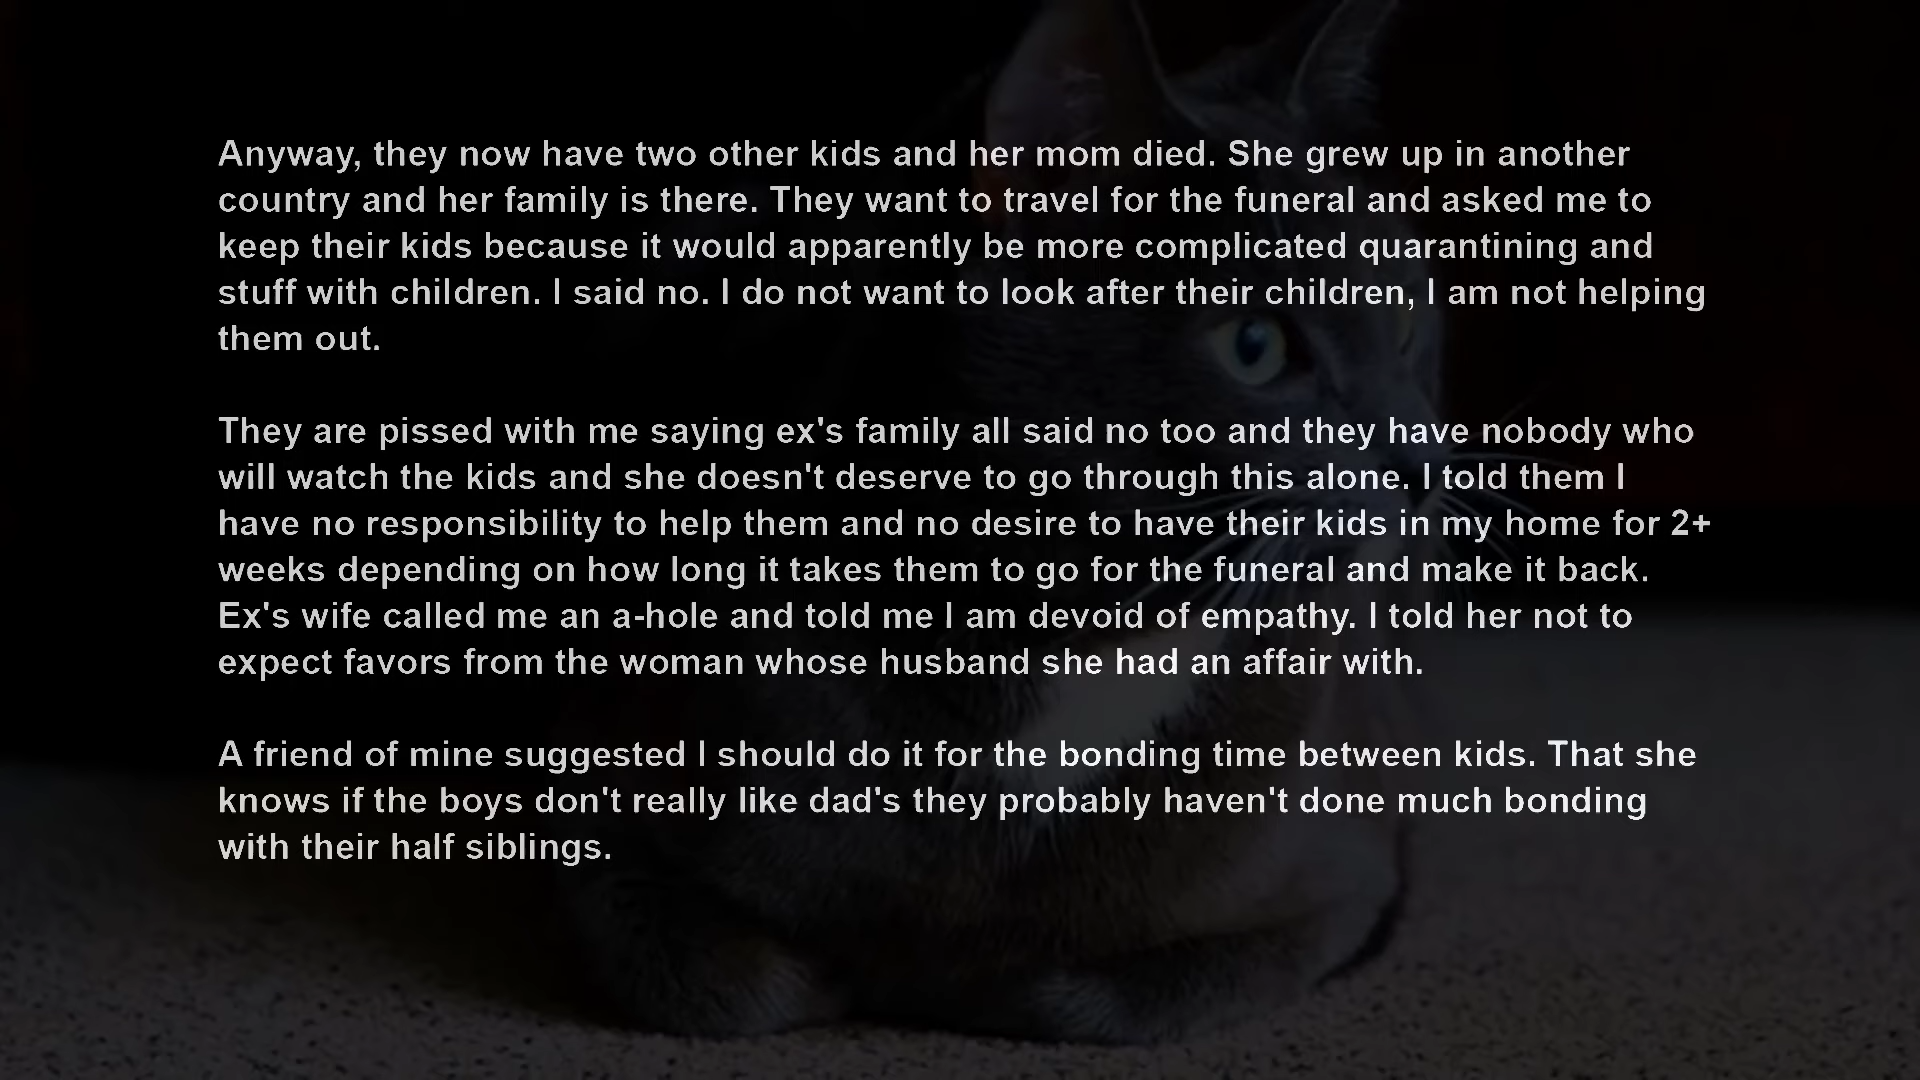 Anyway, they now have two other kids and her mom died. She grew up in another
country and her family is there. They want to travel for the funeral and asked me to
keep their kids because it would apparently be more complicated quarantining and
stuff with children. I said no. I do not want to look after their children, I am not helping
them out.
They are pissed with me saying ex's family all said no too and they have nobody who
will watch the kids and she doesn't deserve to go through this alone. I told them I
have no responsibility to help them and no desire to have their kids in my home for 2+
weeks depending on how long it takes them to go for the funeral and make it back.
Ex's wife called me an a-hole and told me I am devoid of empathy. I told her not to
expect favors from the woman whose husband she had an affair with.
A friend of mine suggested I should do it for the bonding time between kids. That she
knows if the boys don't really like dad's they probably haven't done much bonding
with their half siblings.